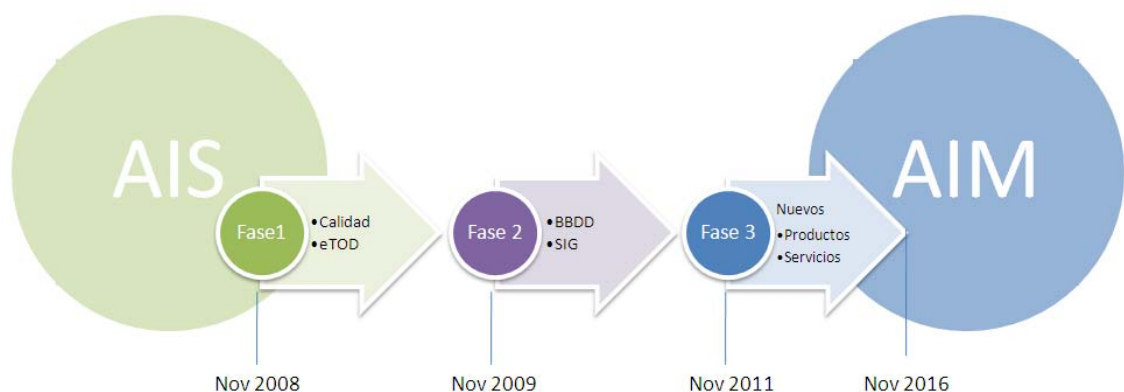 AIS
AIM
Fase1
•Calidad
•eTOD
Fase 2
•BBDD
•SIG
Fase 3
Nuevos
•Productos
•Servicios
Nov 2008
Nov 2009
Nov 2011
Nov 2016